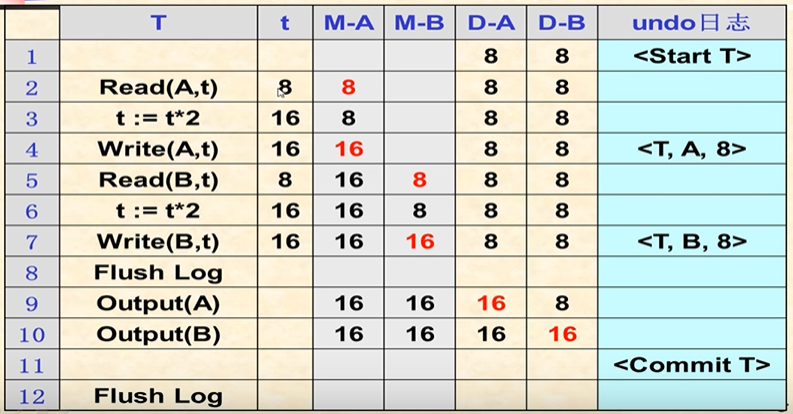 T t M-A M-B D-A D-B undo日志
1 8 8 <Start T>
2 Read(A,t) 8 8 8 8
3 t := t*2 16 8 8 8
4 Write(A,t) 16 16 8 8 <T, A, 8>
5 Read(B,t) 8 16 8 8 8
6 t := t*2 16 16 8 8 8
7 Write(B,t) 16 16 16 8 8 <T, B, 8>
8 Flush Log
9 Output(A) 16 16 16 8
10 Output(B) 16 16 16 16
11 <Commit T>
12 Flush Log